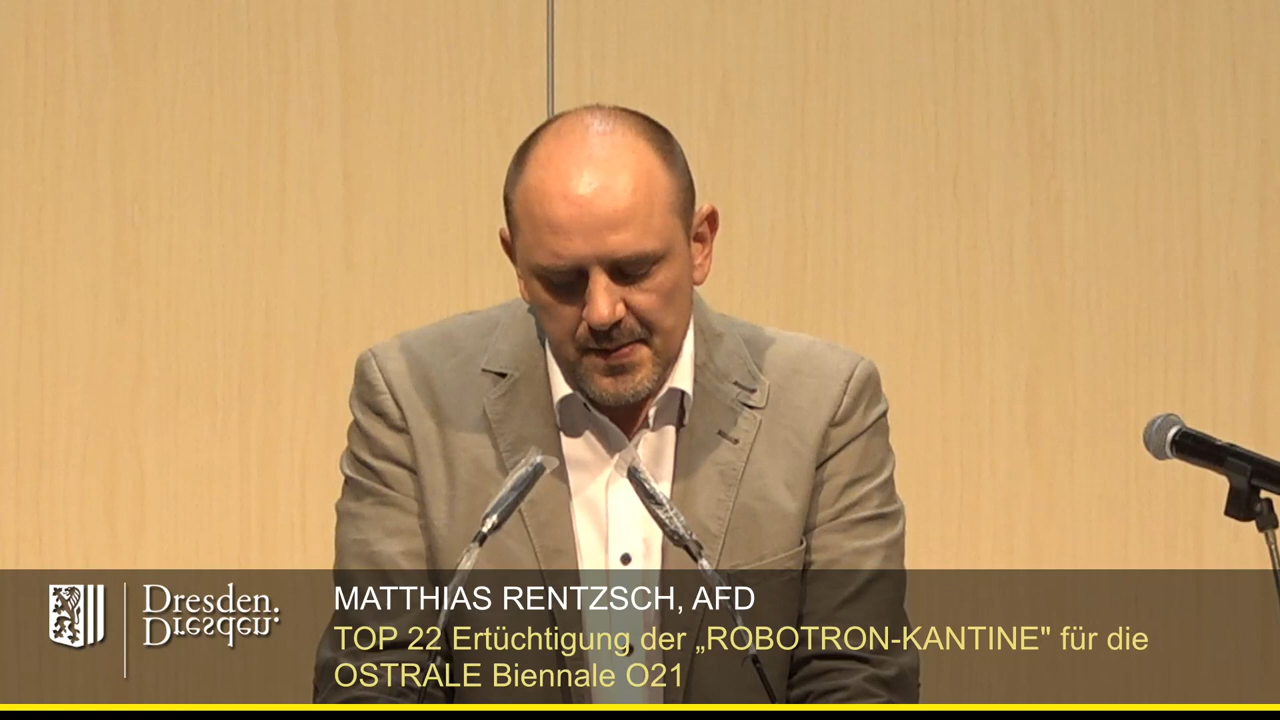 Dresden.
Dresden.
MATTHIAS RENTZSCH, AFD
TOP 22 Ertüchtigung der „ROBOTRON-KANTINE" für die
OSTRALE Biennale O21